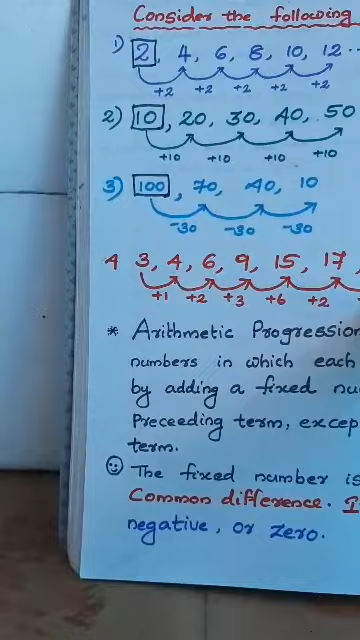 Consider the following
1) 2, 4, 6, 8, 10, 12 ..
+2 +2 +2 +2 +2
2) 10, 20, 30, 40, 50
+10 +10 +10 +10
3) 100, 70, 40, 10
-30 -30 -30
4 3, 4, 6, 9, 15, 17,
+1 +2 +3 +6 +2
* Arithmetic Progression
numbers in which each
by adding a fixed nu
Preceeding term, excep
term.
The fixed number is
Common difference. I
negative, or zero.